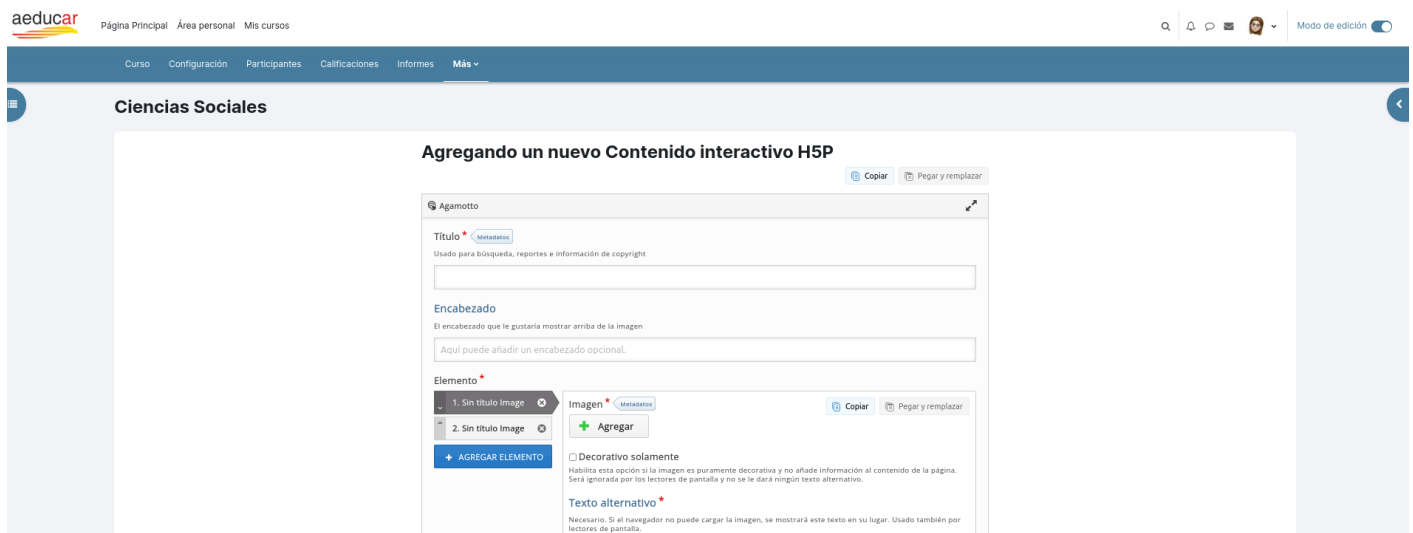 aeducar
Página Principal Área personal Mis cursos
Modo de edición
Curso Configuración Participantes Calificaciones Informes Más
Ciencias Sociales
Agregando un nuevo Contenido interactivo H5P
Copiar Pegar y remplazar
Agamotto
Título * Metadatos
Usado para búsqueda, reportes e información de copyright
Encabezado
El encabezado que le gustaría mostrar arriba de la imagen
Aquí puede añadir un encabezado opcional.
Elemento *
1. Sin título Image
2. Sin título Image
+ AGREGAR ELEMENTO
Imagen * Metadatos
Copiar Pegar y remplazar
Agregar
Decorativo solamente
Habilita esta opción si la imagen es puramente decorativa y no añade información al contenido de la página.
Será ignorada por los lectores de pantalla y no se le dará ningún texto alternativo.
Texto alternativo *
Necesario. Si el navegador no puede cargar la imagen, se mostrará este texto en su lugar. Usado también por
lectores de pantalla.